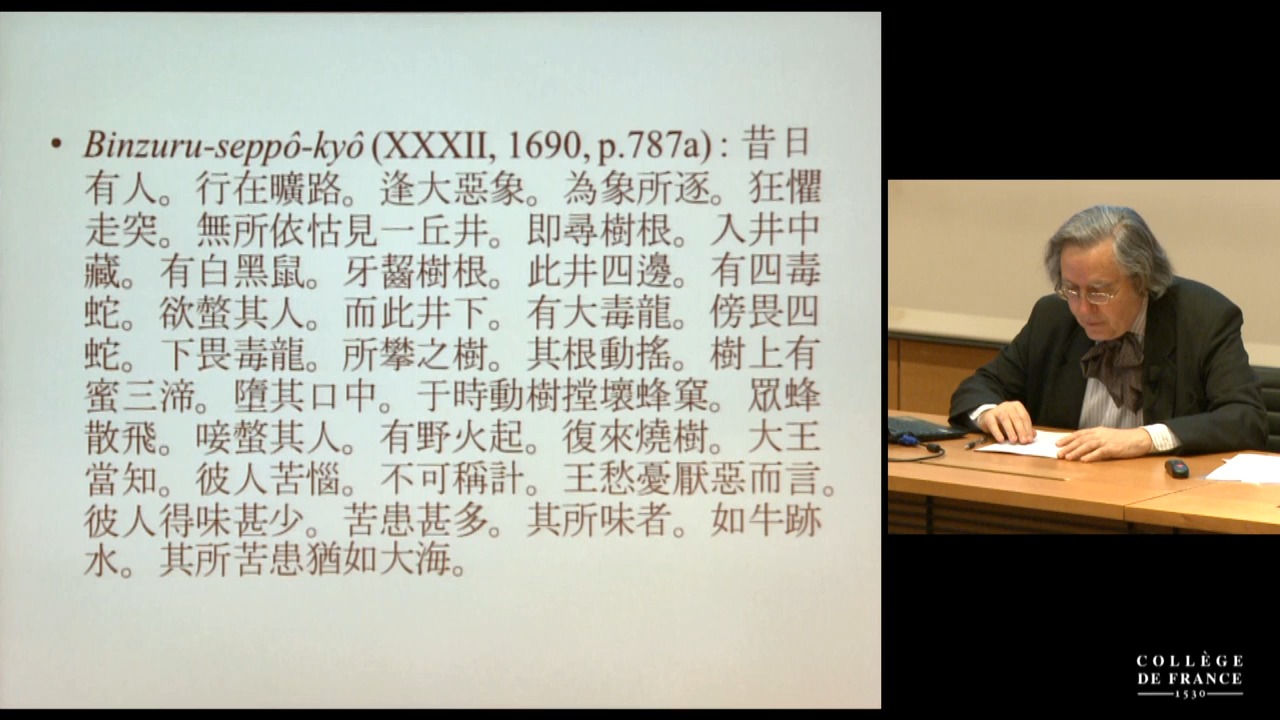 • Binzuru-seppô-kyô (XXXII, 1690, p.787a) : 昔日
有人。行在曠路。逢大惡象。為象所逐。狂懼
走突。無所依怙見一丘井。即尋樹根。入井中
藏。有白黑鼠。牙齧樹根。此井四邊。有四毒
蛇。欲螫其人。而此井下。有大毒龍。傍畏四
蛇。下畏毒龍。所攀之樹。其根動搖。樹上有
蜜三渧。墮其口中。于時動樹摚壞蜂窠。眾蜂
散飛。唼螫其人。有野火起。復來燒樹。大王
當知。彼人苦惱。不可稱計。王愁憂厭惡而言。
彼人得味甚少。苦患甚多。其所味者。如牛跡
水。其所苦患猶如大海。
COLLÈGE
DE FRANCE
1530